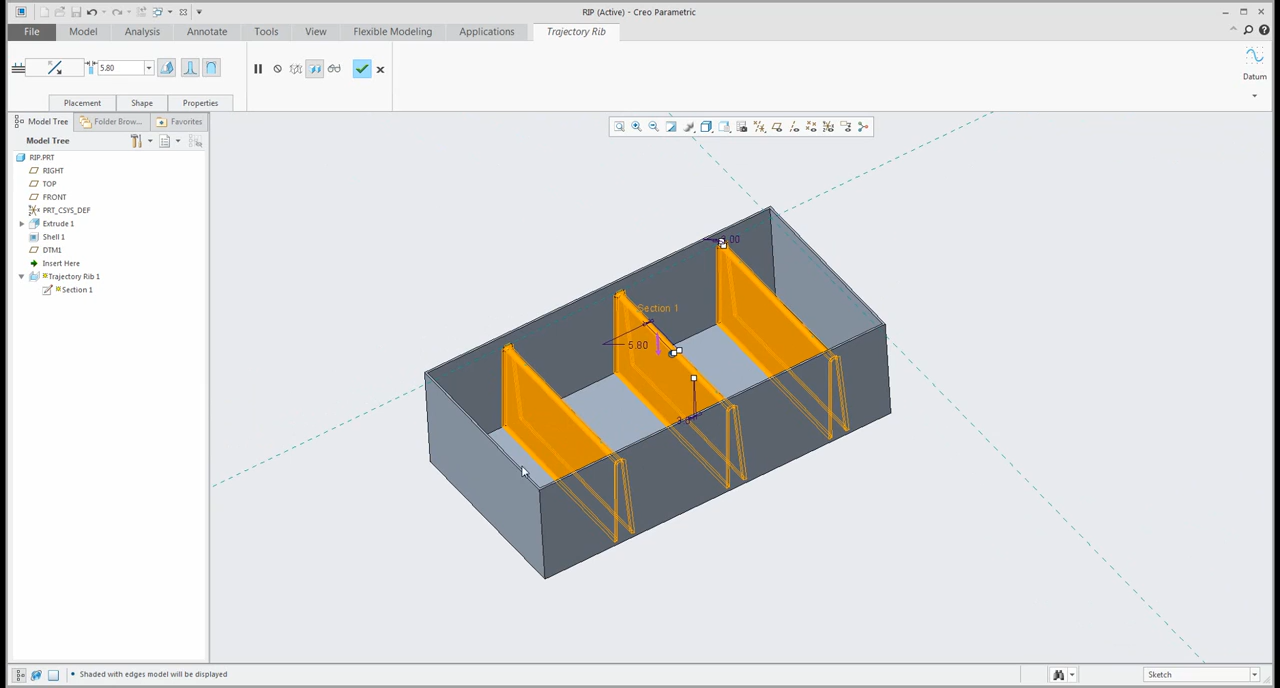 RIP (Active) - Creo Parametric
File Model Analysis Annotate Tools View Flexible Modeling Applications Trajectory Rib
5.80
Datum
Placement Shape Properties
Model Tree Folder Brow... Favorites
Model Tree
RIP.PRT
RIGHT
TOP
FRONT
PRT_CSYS_DEF
Extrude 1
Shell 1
DTM1
Insert Here
Trajectory Rib 1
Section 1
Section 1
5.80
Shaded with edges model will be displayed
Sketch